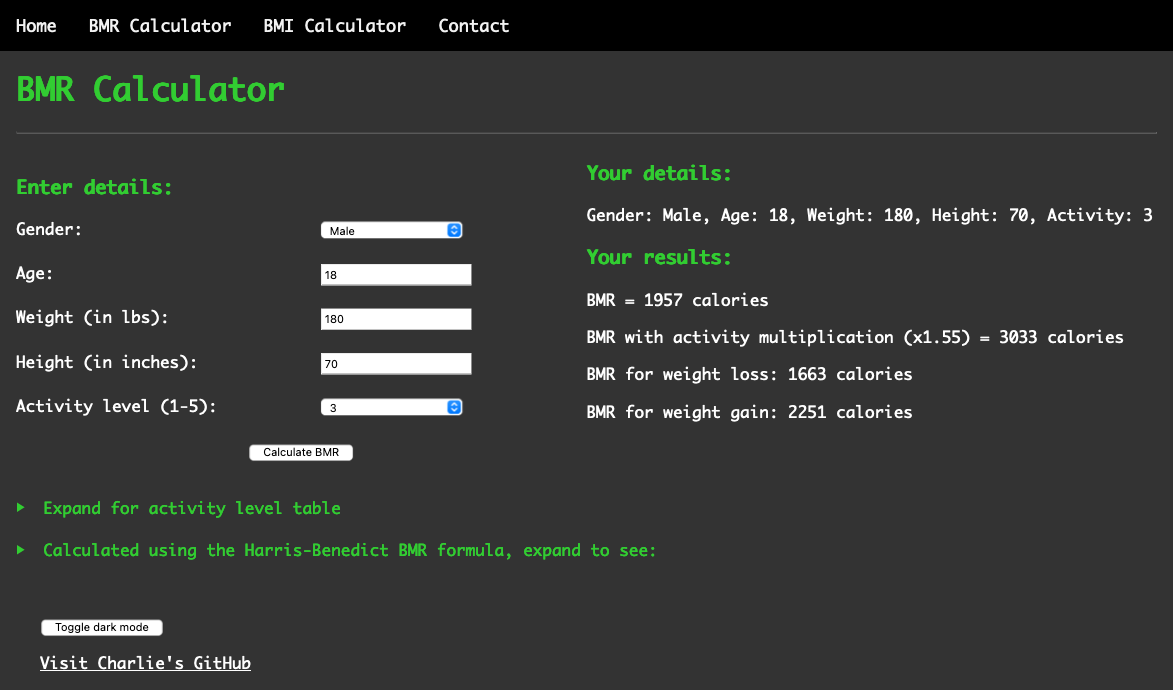 Home BMR Calculator BMI Calculator Contact
BMR Calculator
Enter details:
Gender: Male
Age: 18
Weight (in lbs): 180
Height (in inches): 70
Activity level (1-5): 3
Calculate BMR
Your details:
Gender: Male, Age: 18, Weight: 180, Height: 70, Activity: 3
Your results:
BMR = 1957 calories
BMR with activity multiplication (x1.55) = 3033 calories
BMR for weight loss: 1663 calories
BMR for weight gain: 2251 calories
Expand for activity level table
Calculated using the Harris-Benedict BMR formula, expand to see:
Toggle dark mode
Visit Charlie's GitHub